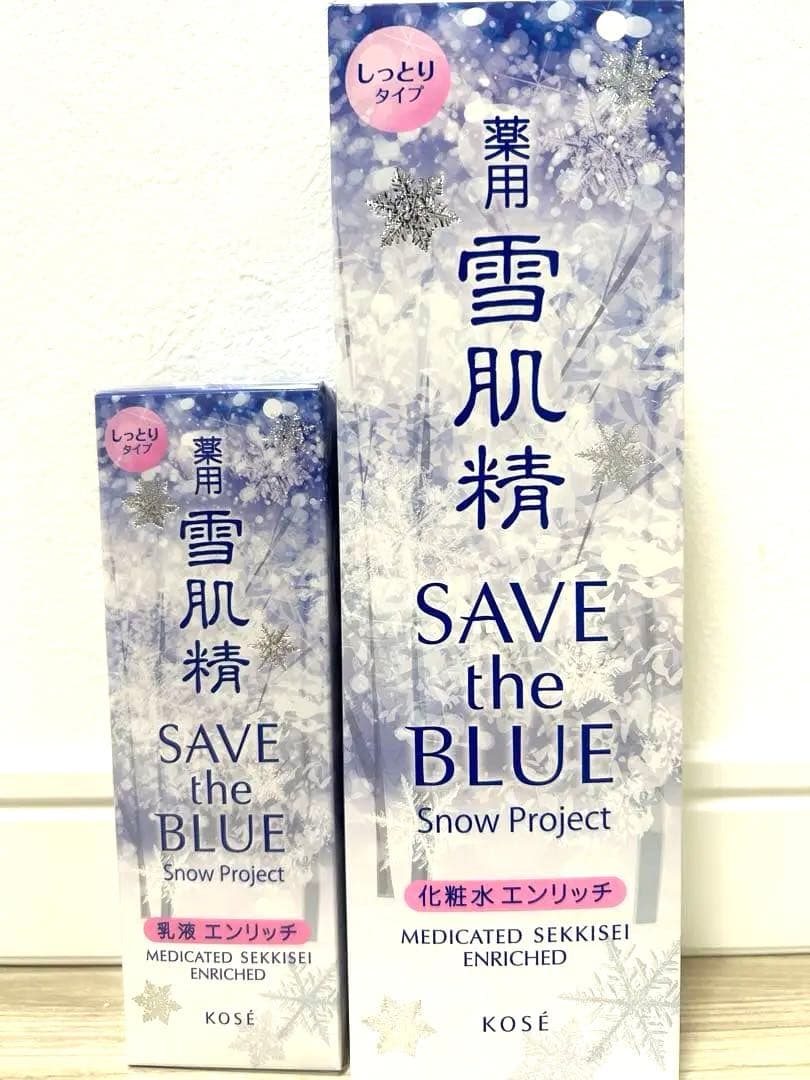 しっとり
タイプ
薬用
雪肌精
SAVE
the
BLUE
Snow Project
乳液 エンリッチ
MEDICATED SEKKISEI
ENRICHED
KOSÉ
しっとり
タイプ
薬用
雪肌精
SAVE
the
BLUE
Snow Project
化粧水 エンリッチ
MEDICATED SEKKISEI
ENRICHED
KOSÉ